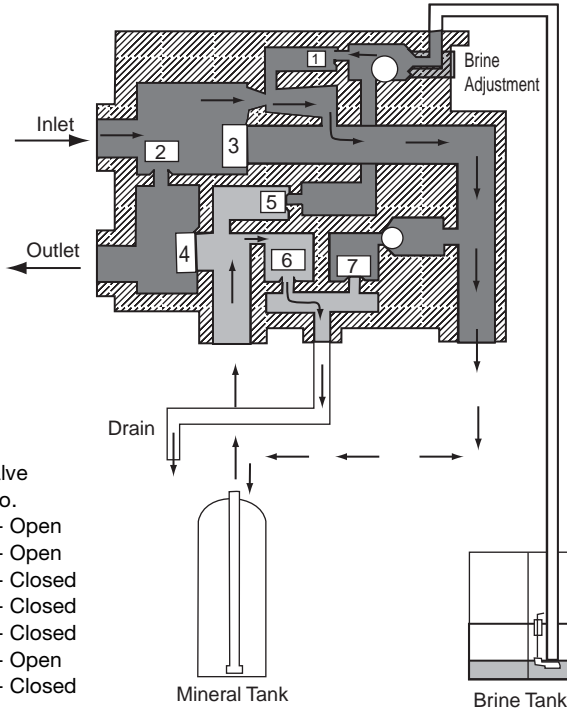 1
Brine
Adjustment
Inlet
2
3
5
Outlet
4
6
7
Drain
alve
o.
- Open
- Open
- Closed
- Closed
- Closed
- Open
- Closed
Mineral Tank
Brine Tank